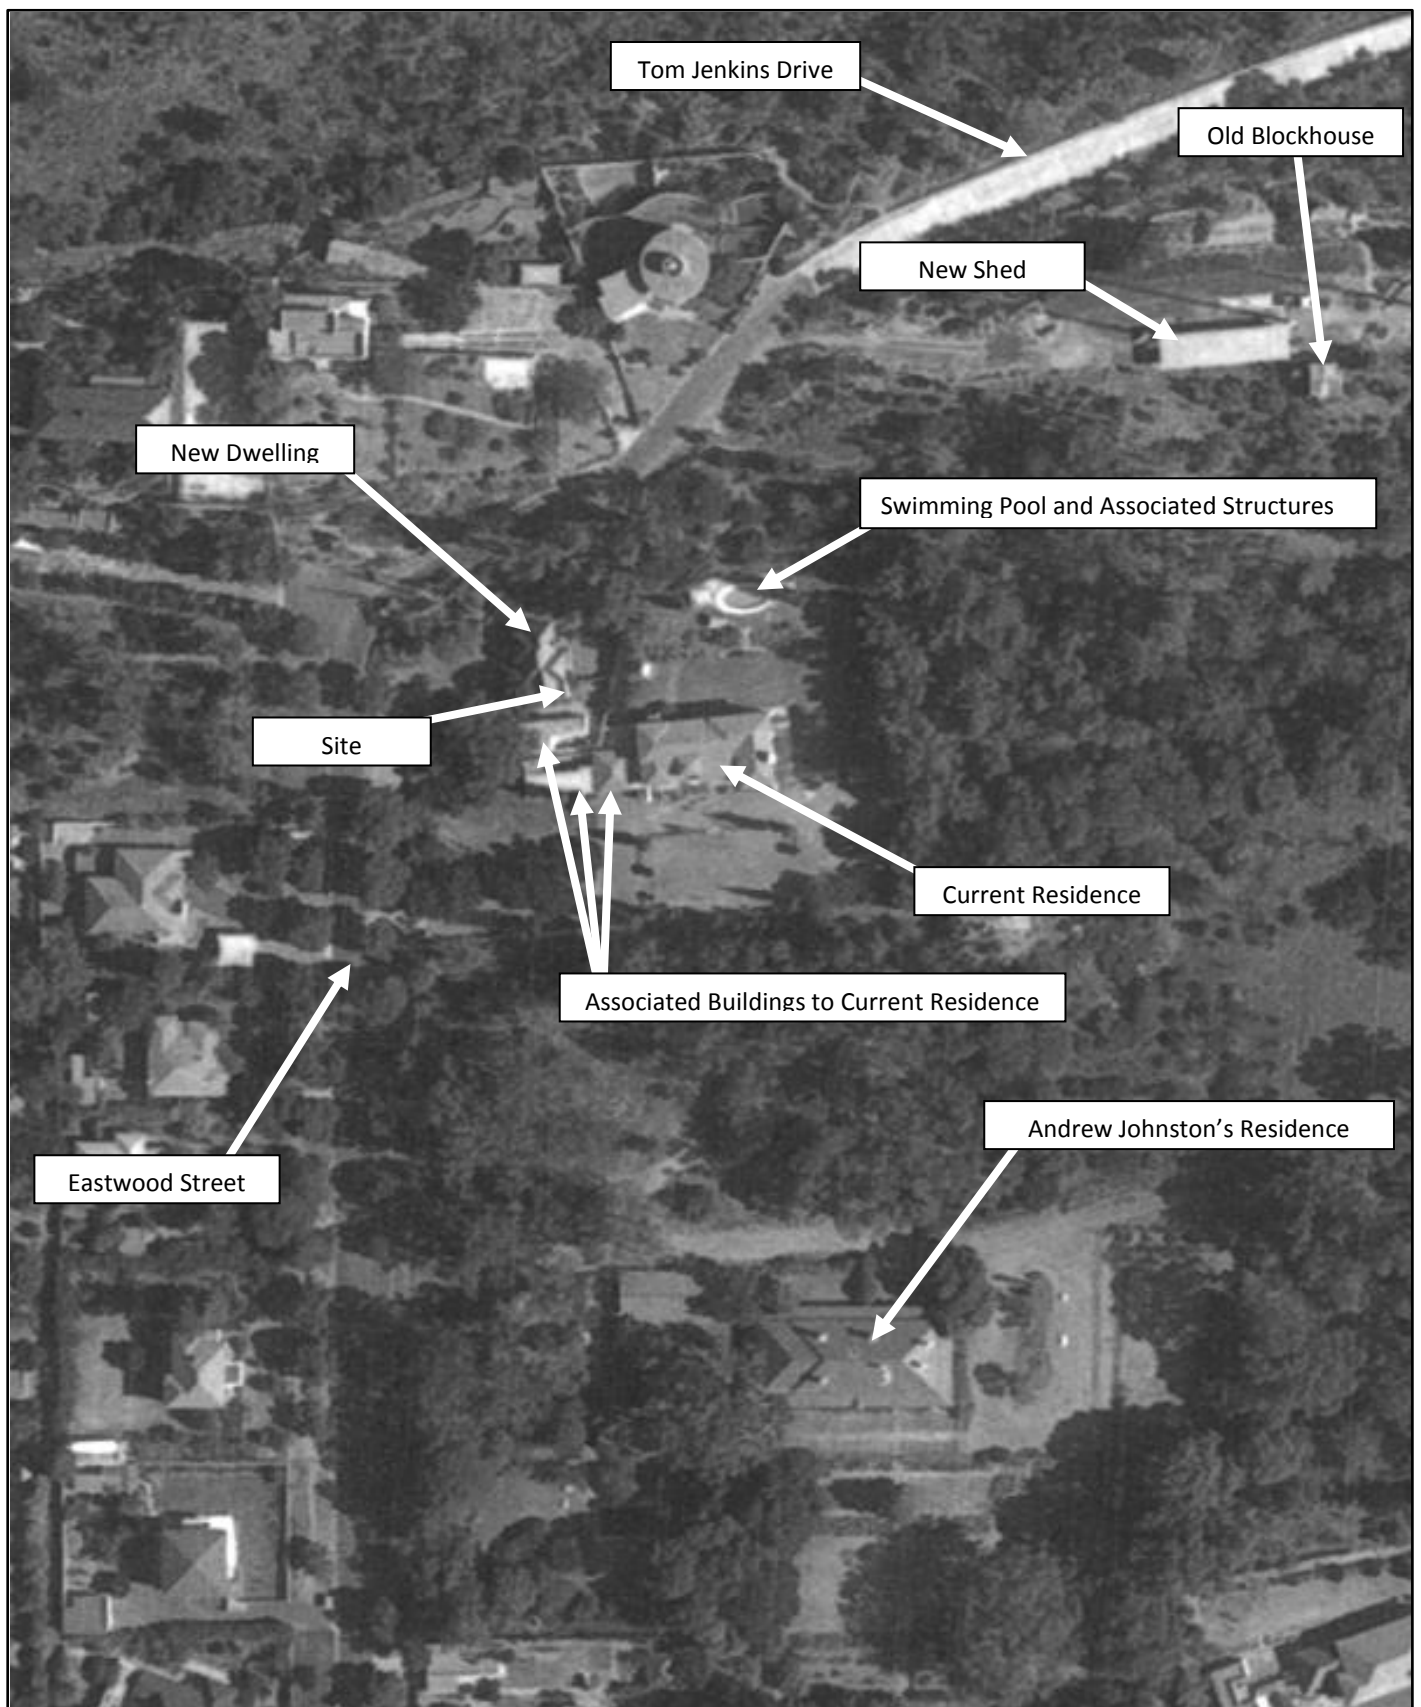 Tom Jenkins Drive
Old Blockhouse
New Shed
New Dwelling
Swimming Pool and Associated Structures
Site
Current Residence
Associated Buildings to Current Residence
Andrew Johnston’s Residence
Eastwood Street